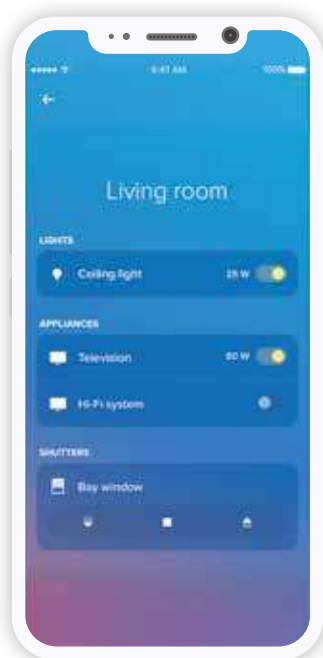 9:41 AM 100%
Living room
LIGHTS
Ceiling light 25 W
APPLIANCES
Television 80 W
Hi-Fi system
SHUTTERS
Bay window